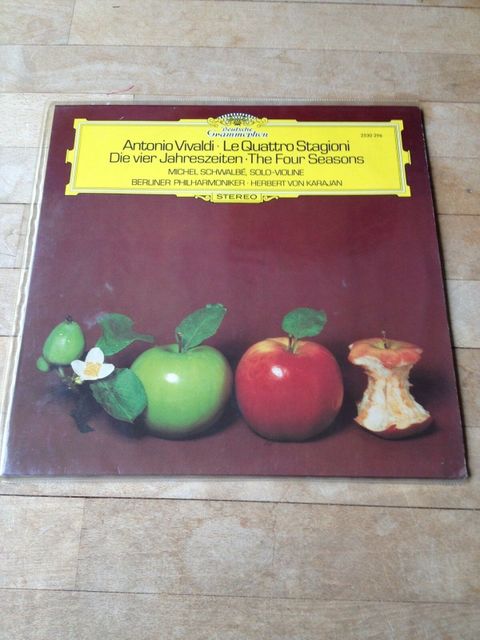 Deutsche
Grammophon
2530 296
Antonio Vivaldi · Le Quattro Stagioni
Die vier Jahreszeiten · The Four Seasons
MICHEL SCHWALBÉ, SOLO-VIOLINE
BERLINER PHILHARMONIKER · HERBERT VON KARAJAN
STEREO